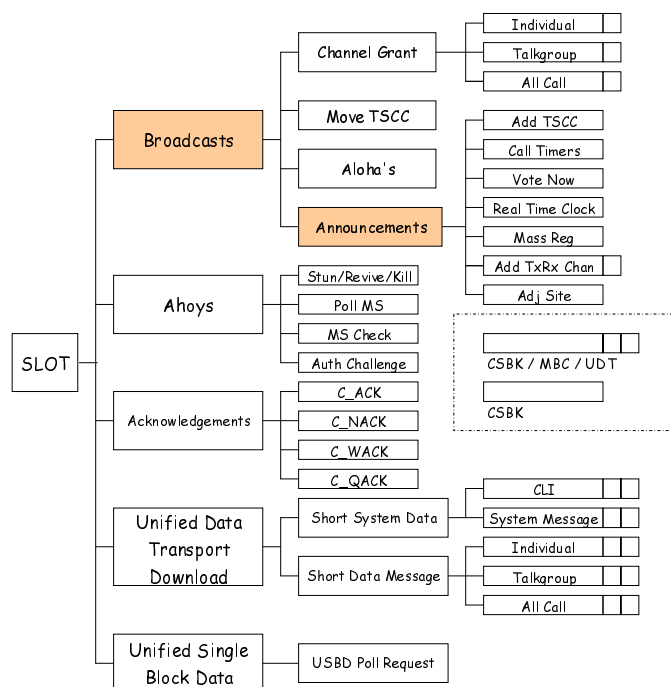 Individual
Channel Grant
Talkgroup
All Call
Move TSCC
Broadcasts
Aloha's
Announcements
Add TSCC
Call Timers
Vote Now
Real Time Clock
Mass Reg
Add TxRx Chan
Adj Site
Stun/Revive/Kill
Ahoys
Poll MS
MS Check
Auth Challenge
SLOT
CSBK / MBC / UDT
CSBK
C_ACK
Acknowledgements
C_NACK
C_WACK
C_QACK
Unified Data
Transport
Download
Short System Data
CLI
System Message
Short Data Message
Individual
Talkgroup
All Call
Unified Single
Block Data
USBD Poll Request